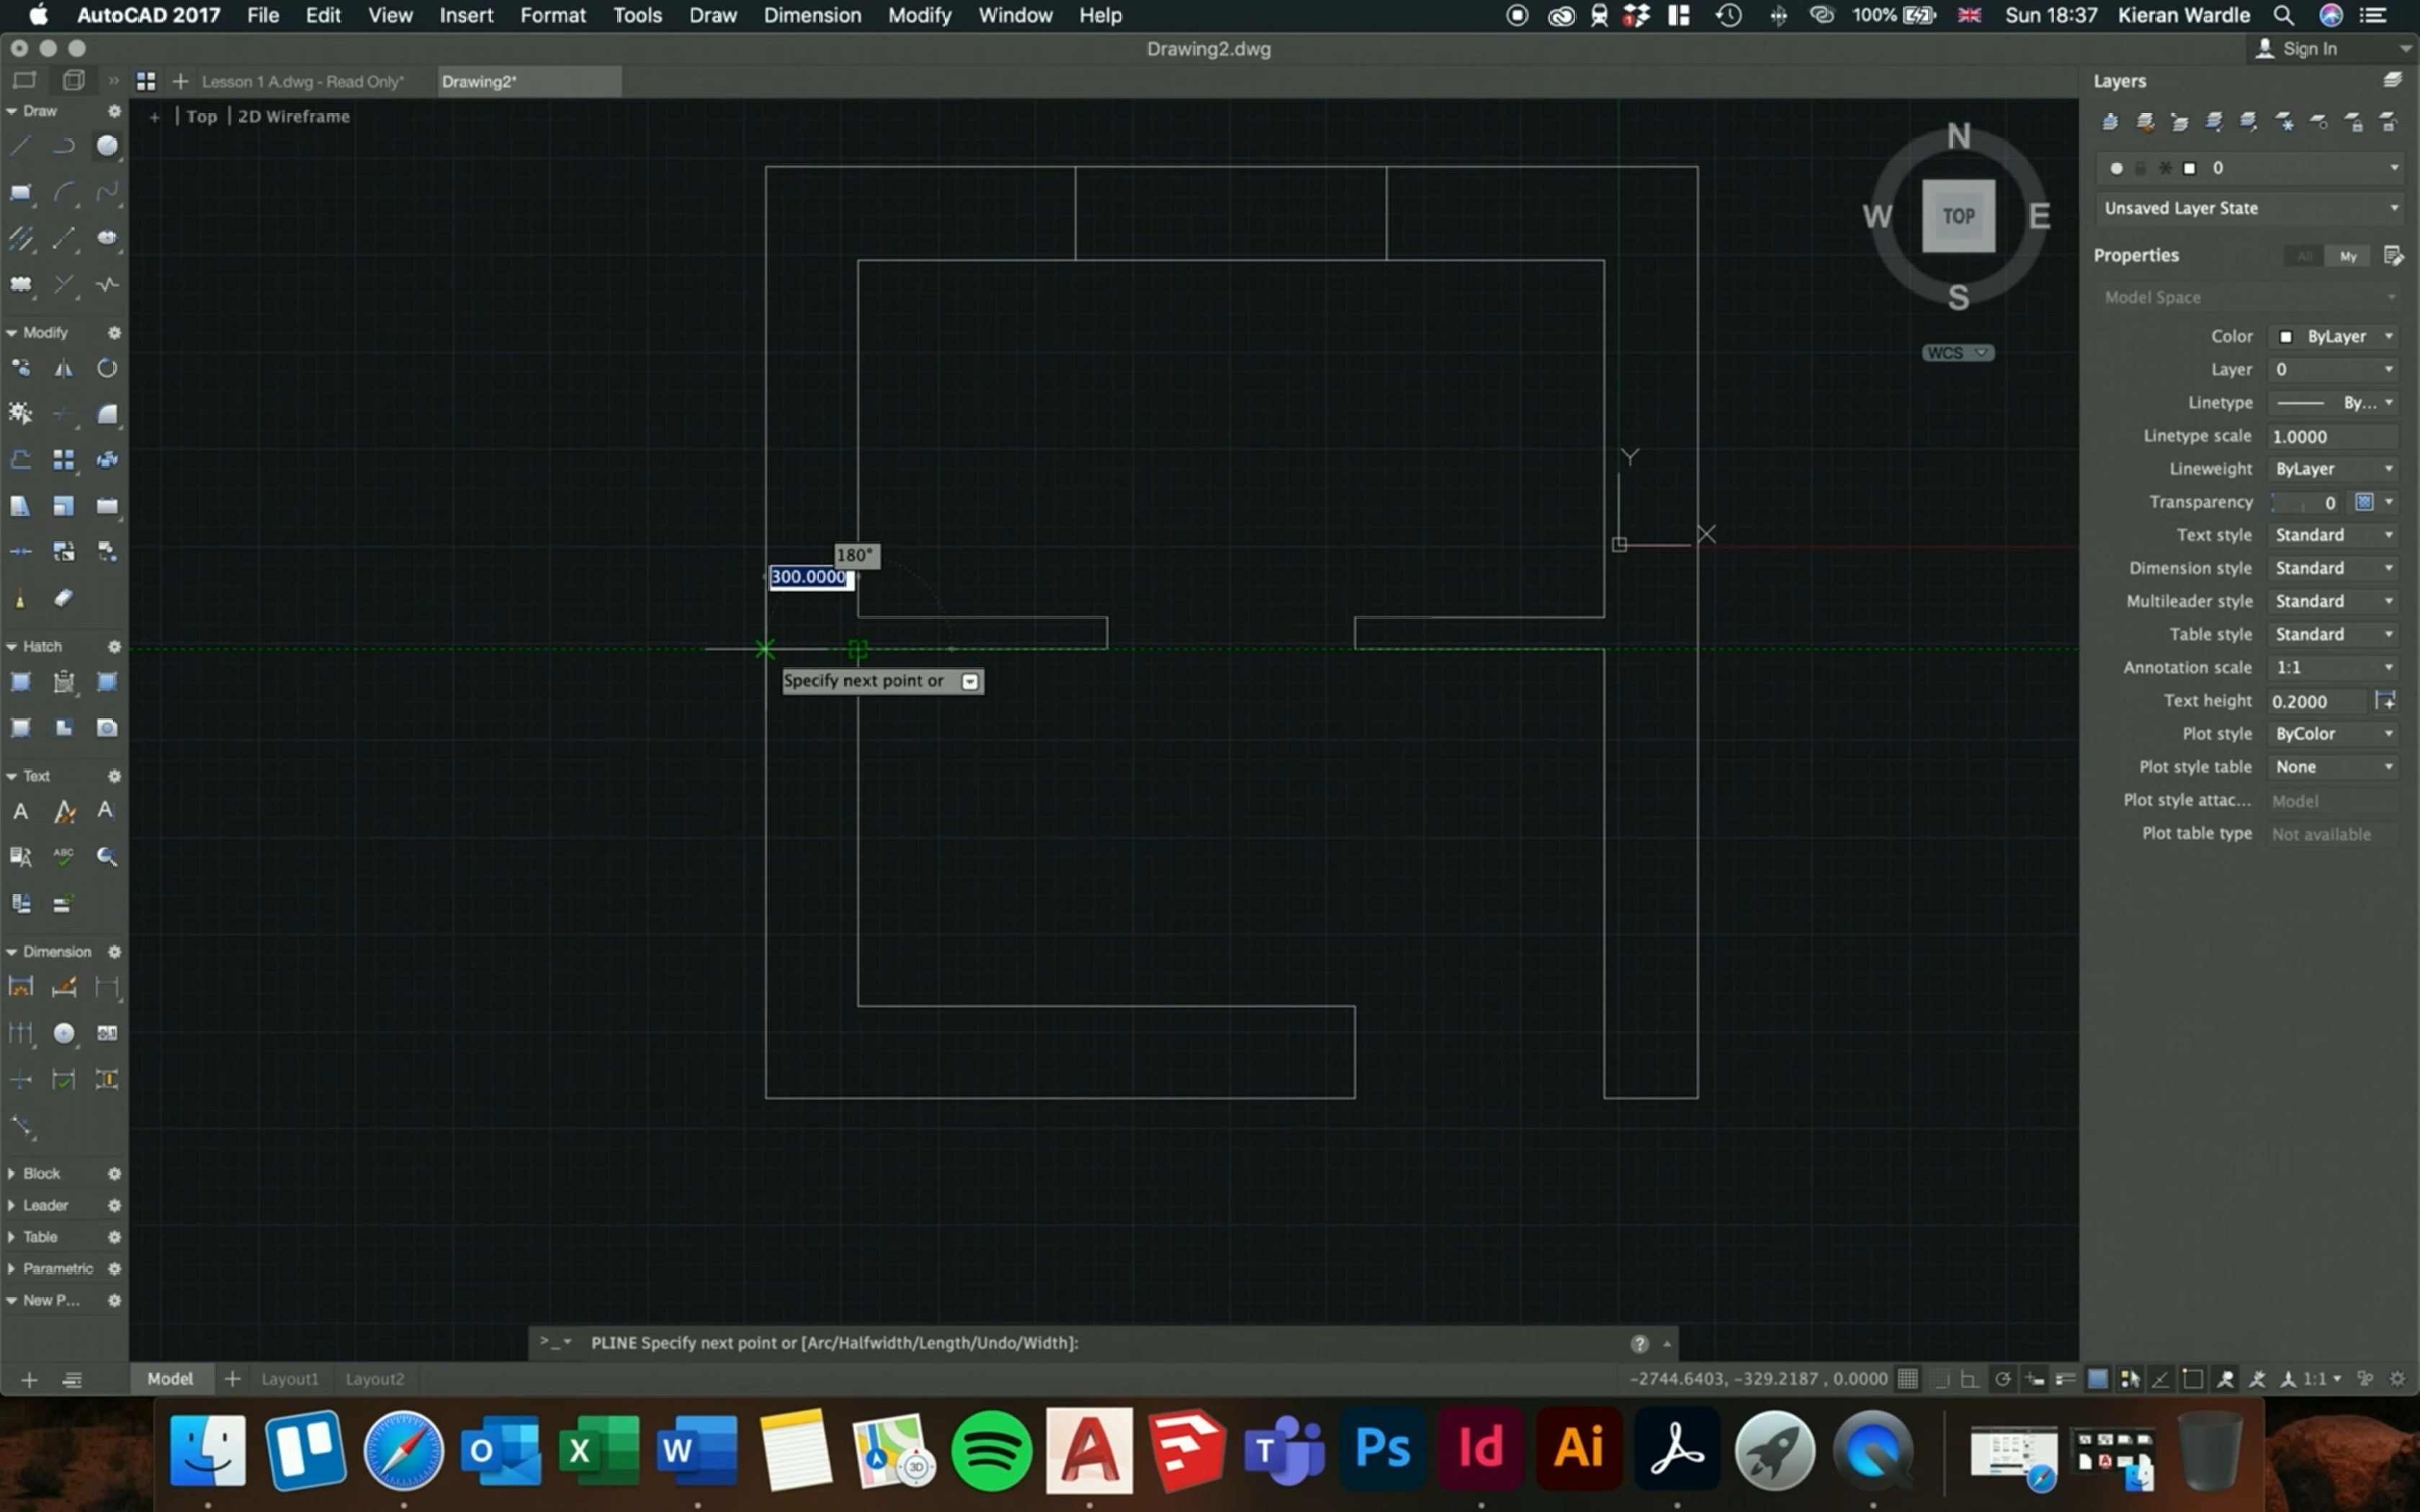 AutoCAD 2017 File Edit View Insert Format Tools Draw Dimension Modify Window Help 100% Sun 18:37 Kieran Wardle
Drawing2.dwg
Sign In
Lesson 1 A.dwg - Read Only*
Drawing2*
Layers
Draw
+ | Top | 2D Wireframe
N
W TOP E
S
WCS
0
Unsaved Layer State
Properties All My
Model Space
Color ByLayer
Layer 0
Linetype By...
Linetype scale 1.0000
Lineweight ByLayer
Transparency 0
Text style Standard
Dimension style Standard
Multileader style Standard
Table style Standard
Annotation scale 1:1
Text height 0.2000
Plot style ByColor
Plot style table None
Plot style attac... Model
Plot table type Not available
Modify
Y
X
180°
300.0000
Specify next point or
Hatch
Text
A A A
ABC
Dimension
Block
Leader
Table
Parametric
New P...
>_ PLINE Specify next point or [Arc/Halfwidth/Length/Undo/Width]: ?
Model + Layout1 Layout2
-2744.6403, -329.2187 , 0.0000 1:1
O X W 3D A T Ps Id Ai